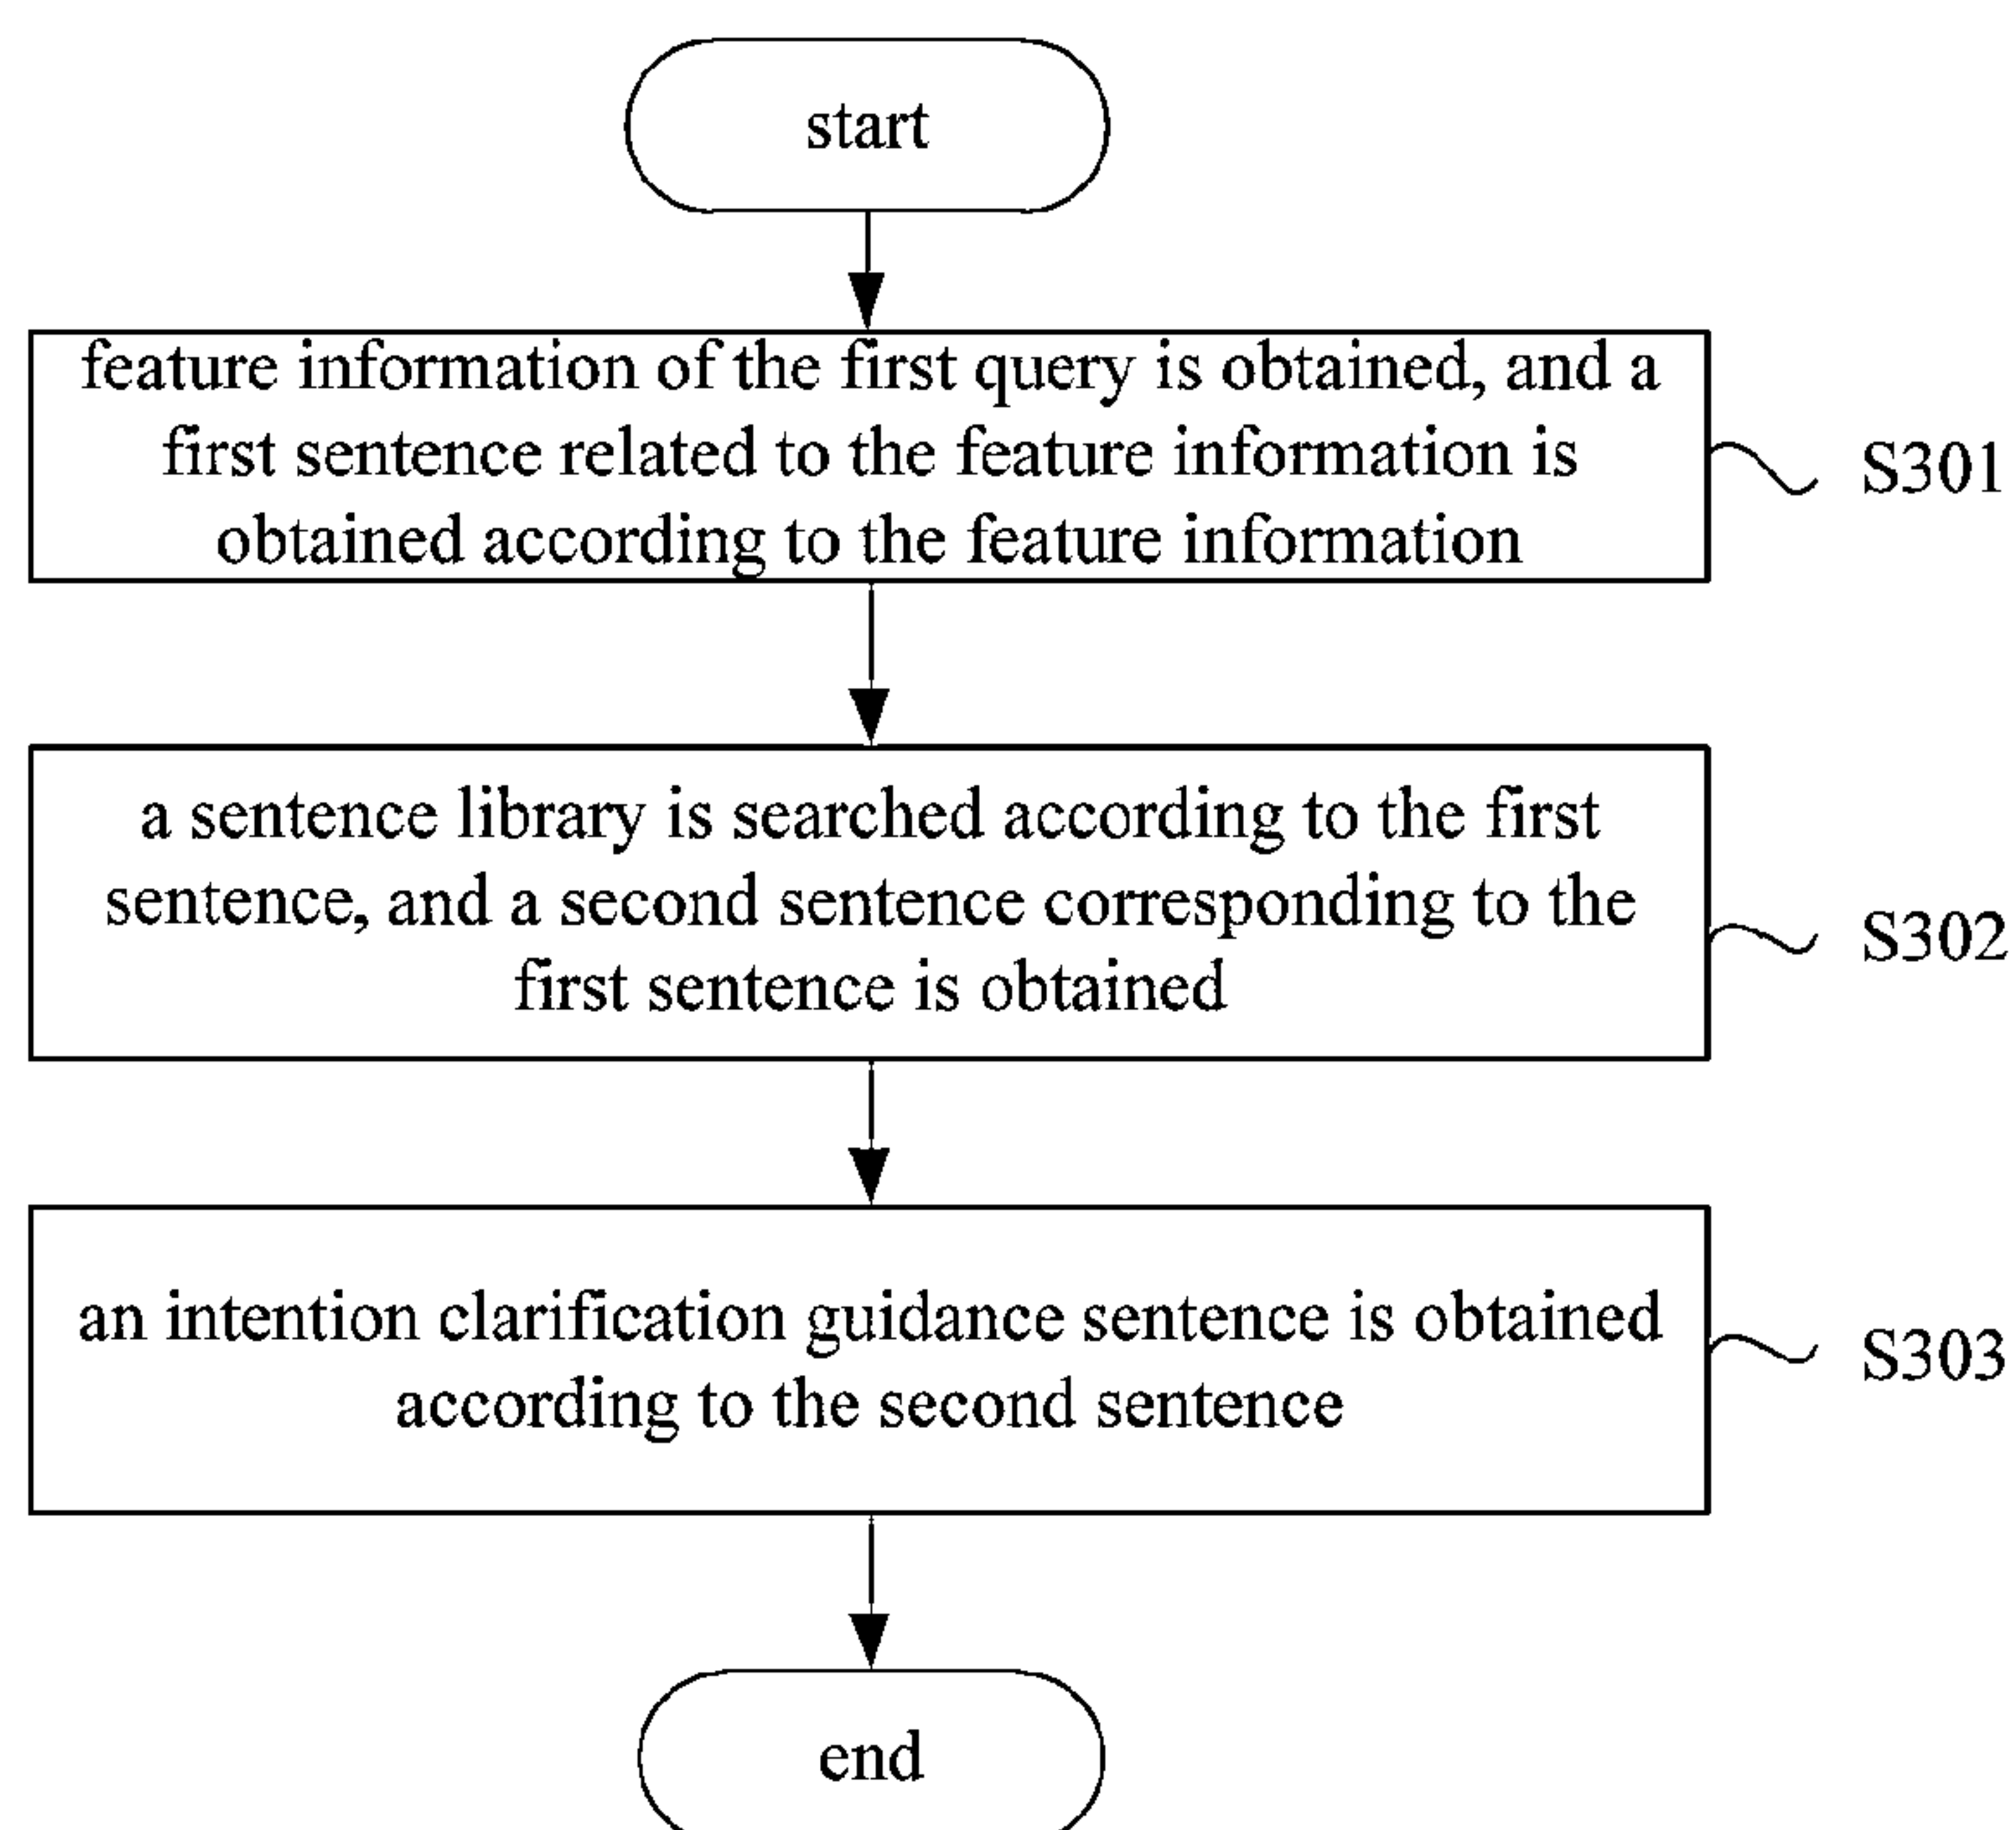 start
feature information of the first query is obtained, and a
first sentence related to the feature information is
obtained according to the feature information
S301
a sentence library is searched according to the first
sentence, and a second sentence corresponding to the
first sentence is obtained
S302
an intention clarification guidance sentence is obtained
according to the second sentence
S303
end